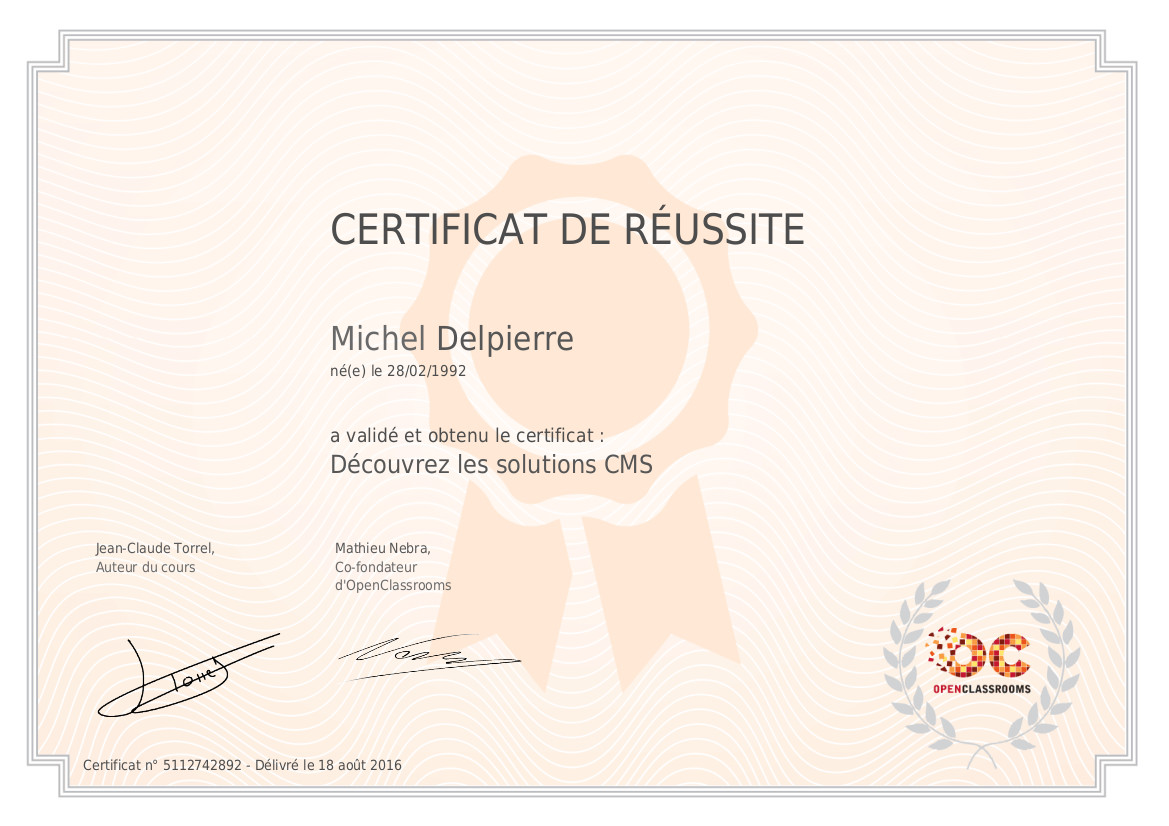 CERTIFICAT DE RÉUSSITE
Michel Delpierre
né(e) le 28/02/1992
a validé et obtenu le certificat :
Découvrez les solutions CMS
Jean-Claude Torrel,
Auteur du cours
Mathieu Nebra,
Co-fondateur
d'OpenClassrooms
OC
OPENCLASSROOMS
Certificat n° 5112742892 - Délivré le 18 août 2016